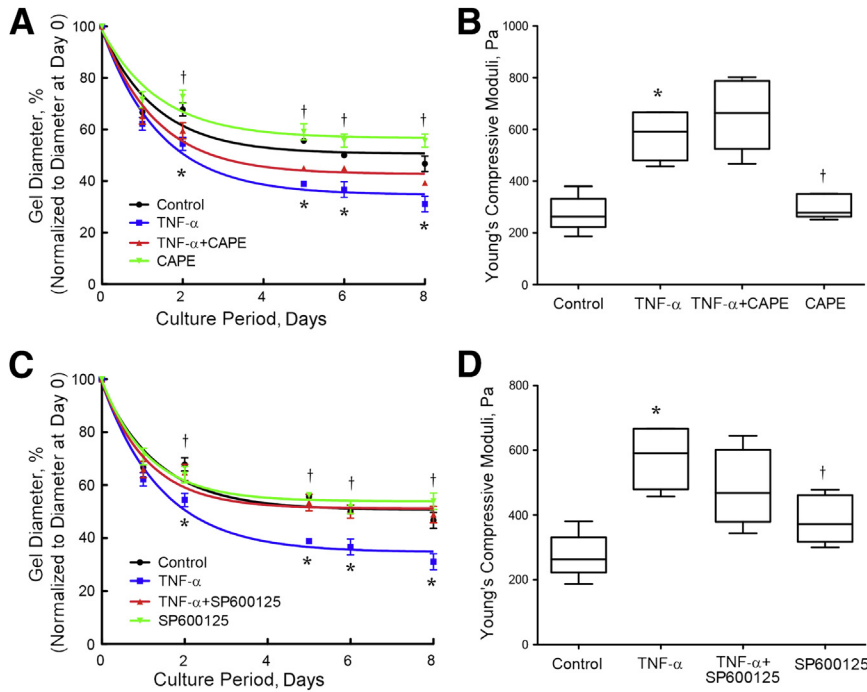 A
Gel Diameter, %
(Normalized to Diameter at Day 0)
100
80
60
40
20
0
† † † †
* * * *
Control
TNF-α
TNF-α+CAPE
CAPE
0 2 4 6 8
Culture Period, Days
B
Young's Compressive Moduli, Pa
1000
800
600
400
200
0
*
†
Control TNF-α TNF-α+CAPE CAPE
C
Gel Diameter, %
(Normalized to Diameter at Day 0)
100
80
60
40
20
0
† † † †
* * * *
Control
TNF-α
TNF-α+SP600125
SP600125
0 2 4 6 8
Culture Period, Days
D
Young's Compressive Moduli, Pa
800
600
400
200
0
*
†
Control TNF-α TNF-α+ SP600125
SP600125